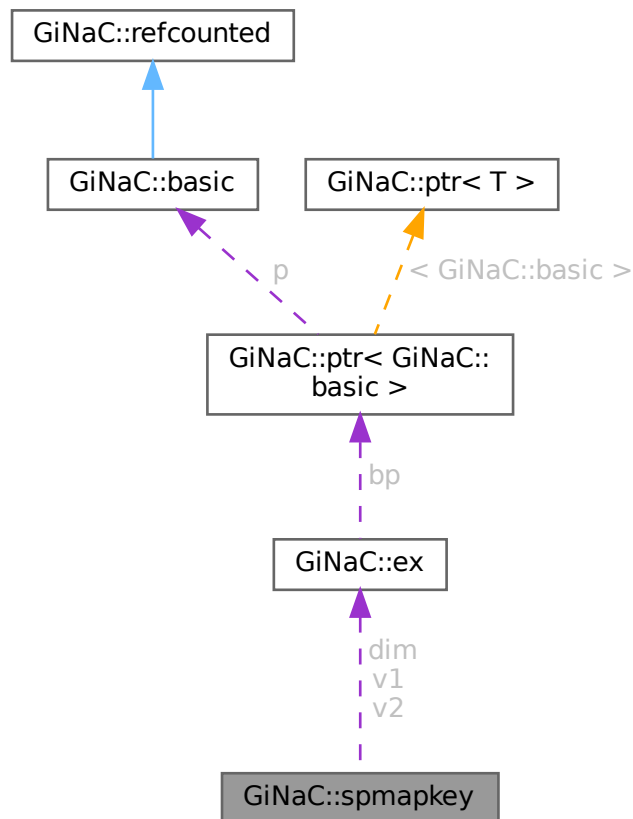 GiNaC::refcounted
GiNaC::basic
GiNaC::ptr< T >
p
< GiNaC::basic >
GiNaC::ptr< GiNaC::
basic >
bp
GiNaC::ex
dim
v1
v2
GiNaC::spmapkey